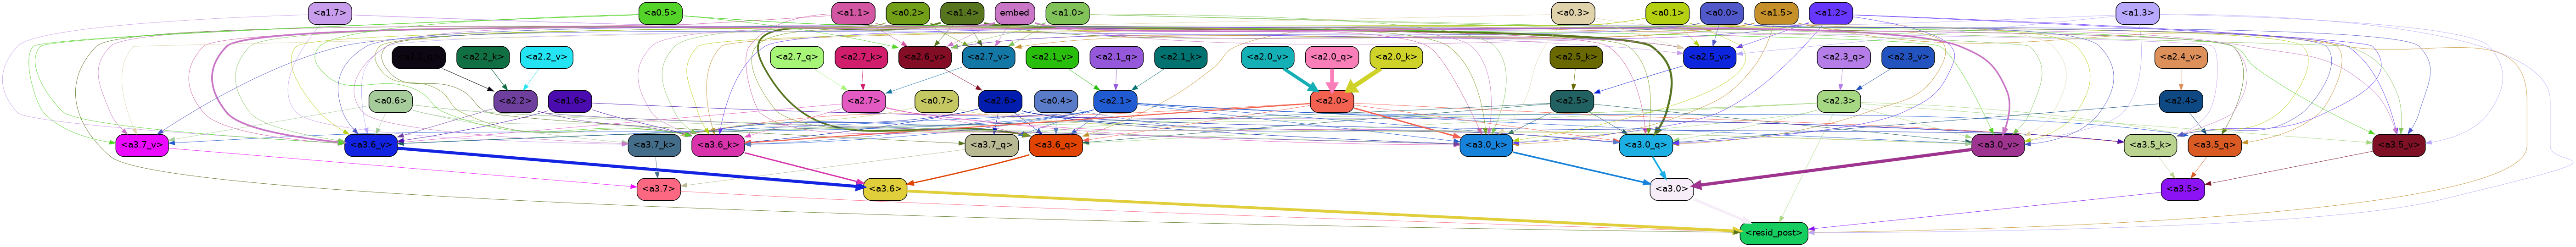 <a1.7> <a0.5> <a1.1> <a0.2> <a1.4> embed <a1.0> <a0.3> <a0.1> <a0.0> <a1.5> <a1.2> <a1.3>
<a2.2_k> <a2.2_v> <a2.7_q> <a2.7_k> <a2.6_v> <a2.7_v> <a2.1_v> <a2.1_q> <a2.1_k> <a2.0_v> <a2.0_q> <a2.0_k> <a2.5_k> <a2.5_v> <a2.3_q> <a2.3_v> <a2.4_v>
<a0.6> <a2.2> <a1.6> <a2.7> <a0.7> <a2.6> <a0.4> <a2.1> <a2.0> <a2.5> <a2.3> <a2.4>
<a3.7_v> <a3.6_v> <a3.7_k> <a3.6_k> <a3.7_q> <a3.6_q> <a3.0_k> <a3.0_q> <a3.0_v> <a3.5_k> <a3.5_q> <a3.5_v>
<a3.7> <a3.6> <a3.0> <a3.5>
<resid_post>